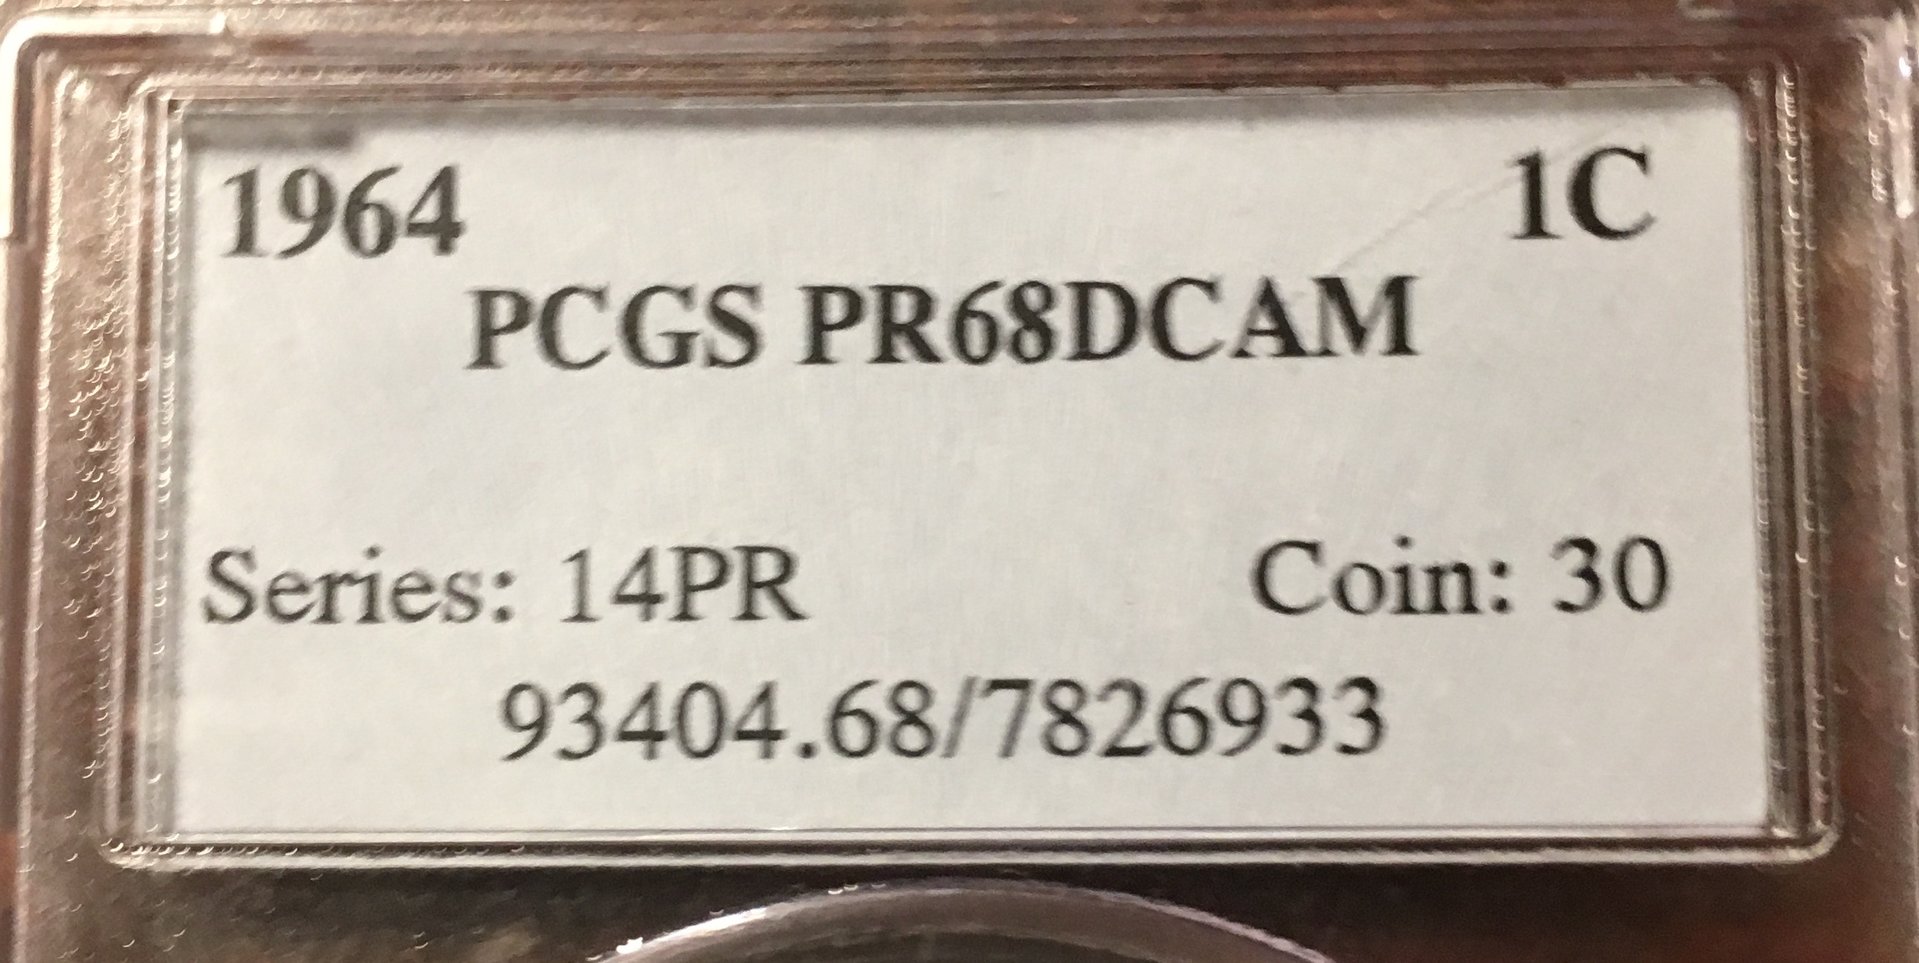 1964 1C
PCGS PR68DCAM
Series: 14PR Coin: 30
93404.68/7826933